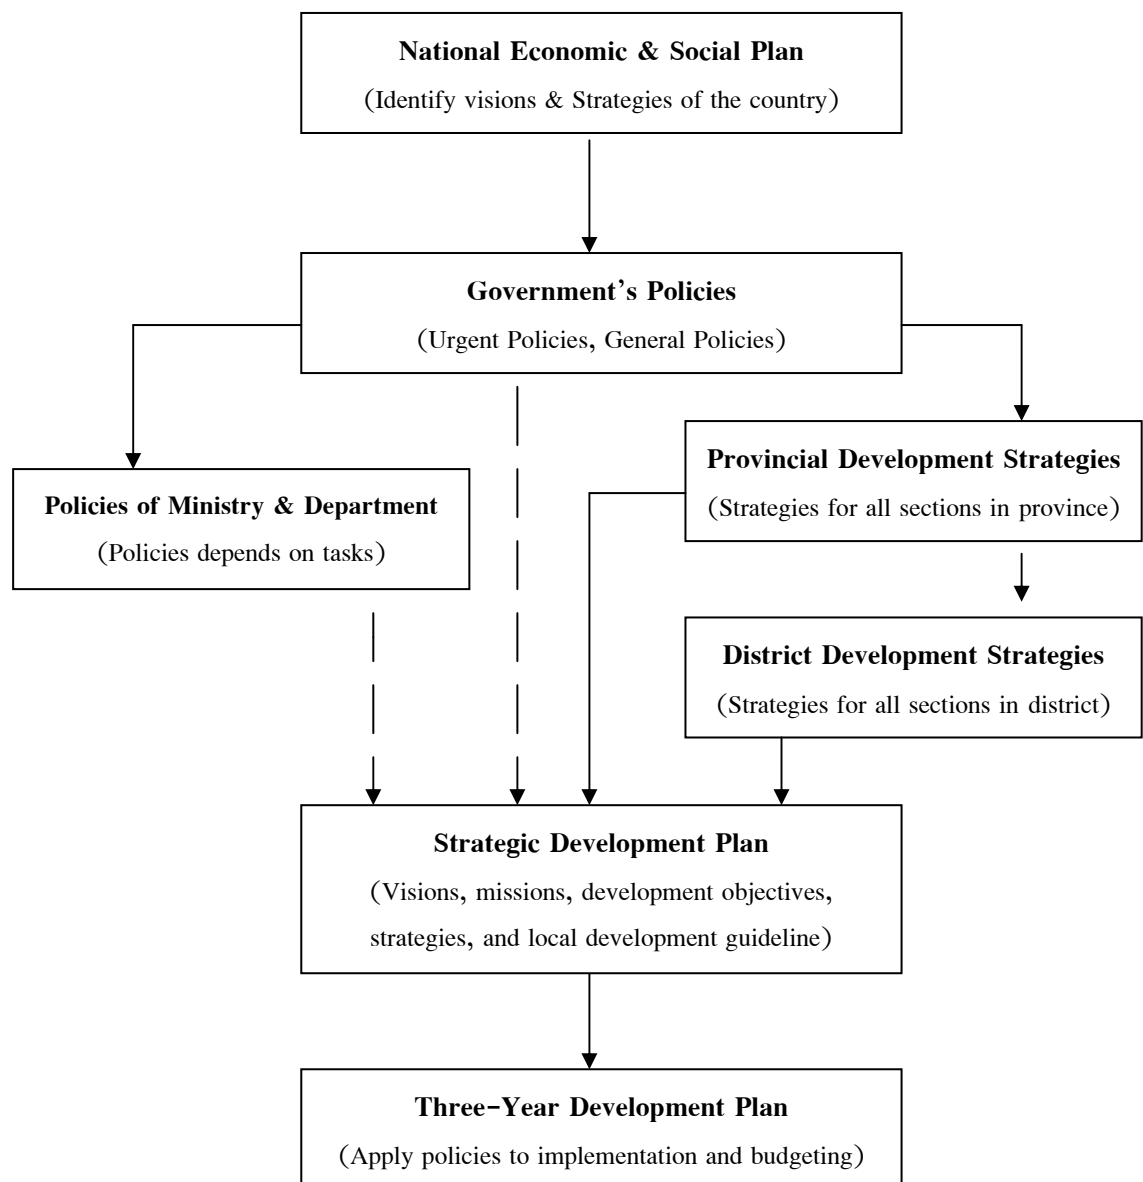 National Economic & Social Plan
(Identify visions & Strategies of the country)
Government's Policies
(Urgent Policies, General Policies)
Provincial Development Strategies
(Strategies for all sections in province)
Policies of Ministry & Department
(Policies depends on tasks)
District Development Strategies
(Strategies for all sections in district)
Strategic Development Plan
(Visions, missions, development objectives,
strategies, and local development guideline)
Three-Year Development Plan
(Apply policies to implementation and budgeting)